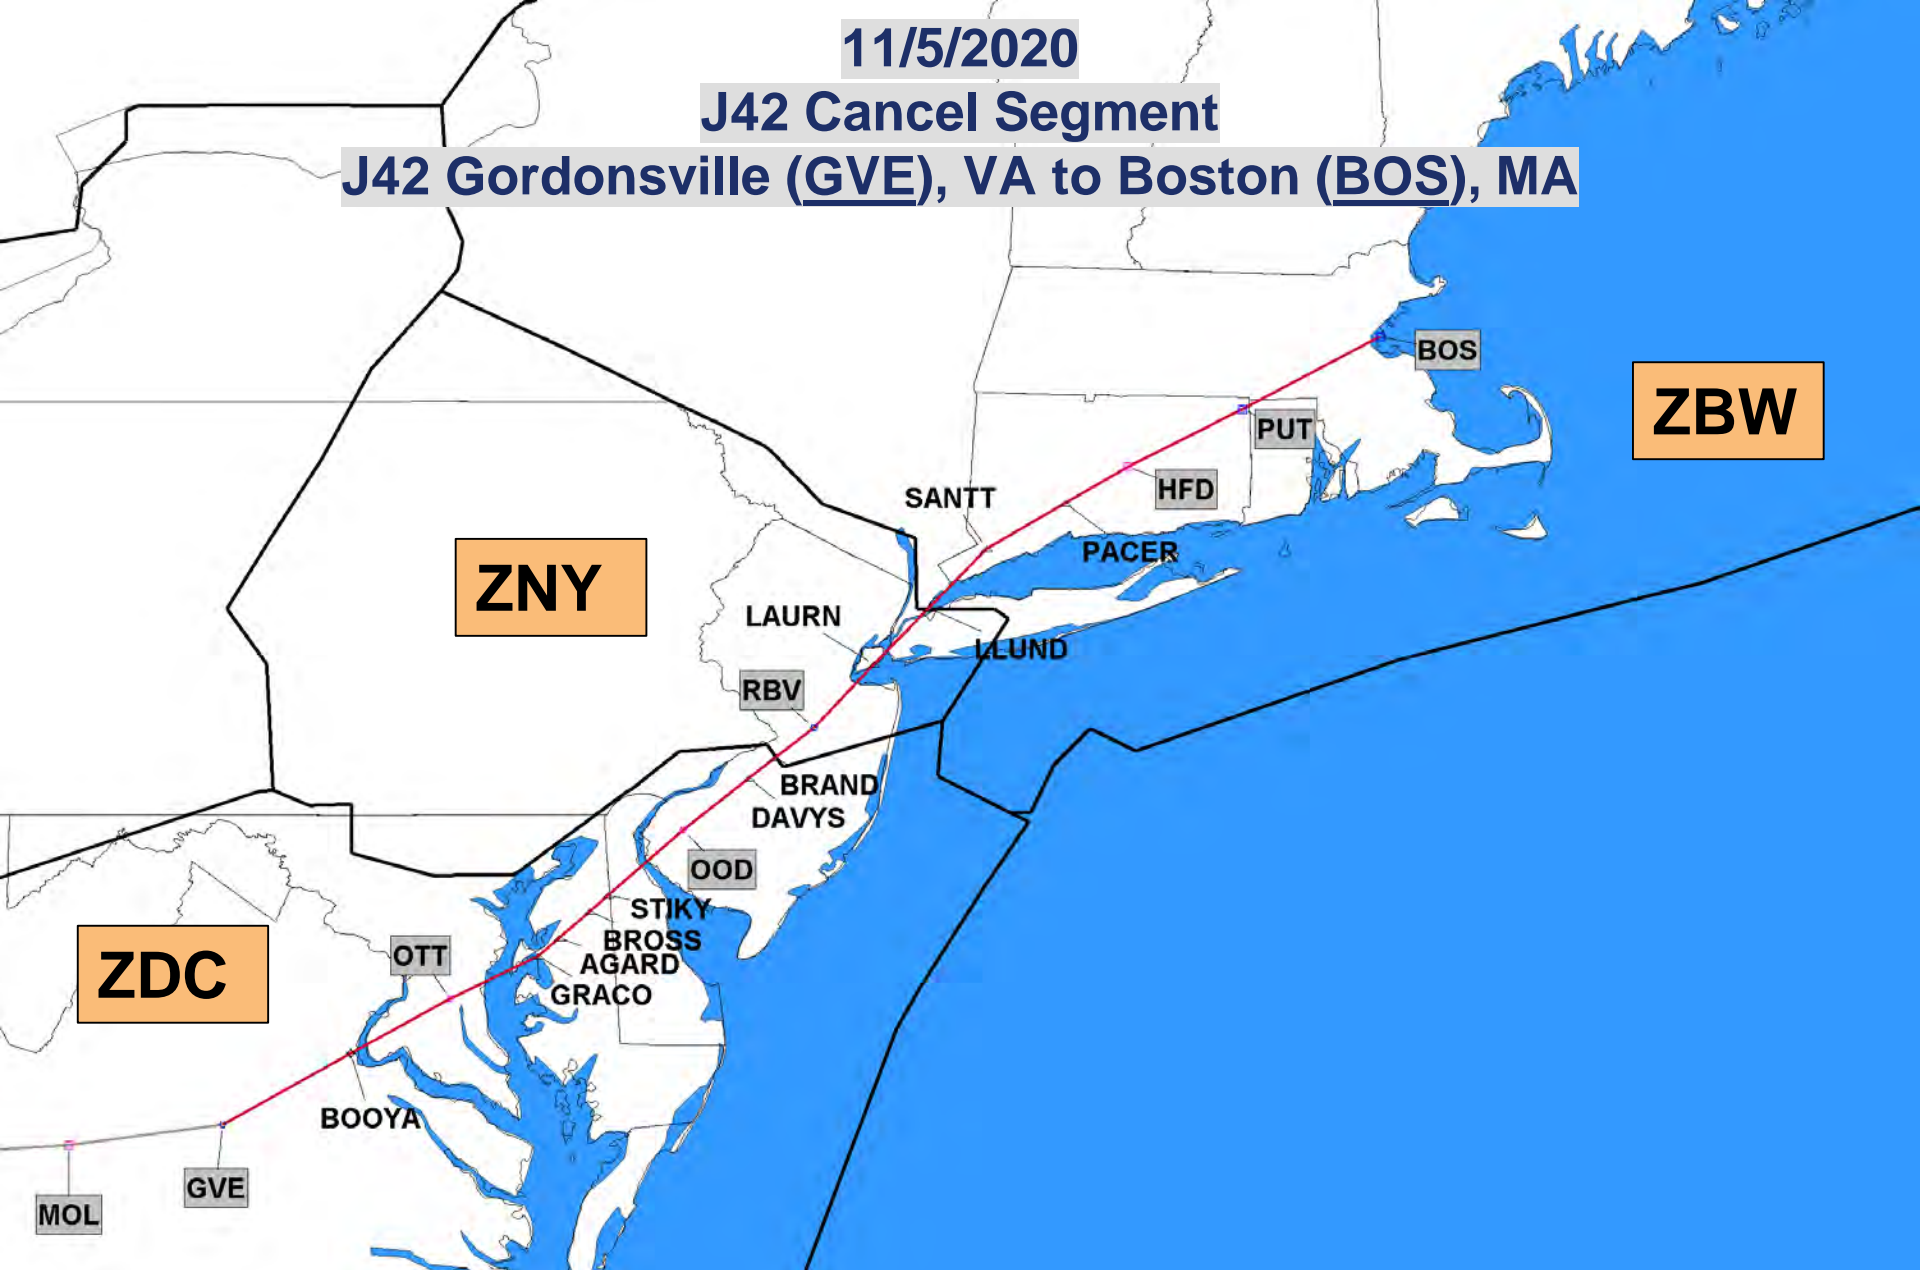 11/5/2020
J42 Cancel Segment
J42 Gordonsville (GVE), VA to Boston (BOS), MA
BOS
ZBW
PUT
HFD
SANTT
PACER
ZNY
LAURN
LLUND
RBV
BRAND
DAVYS
OOD
STIKY
BROSS
OTT
AGARD
ZDC
GRACO
BOOYA
GVE
MOL